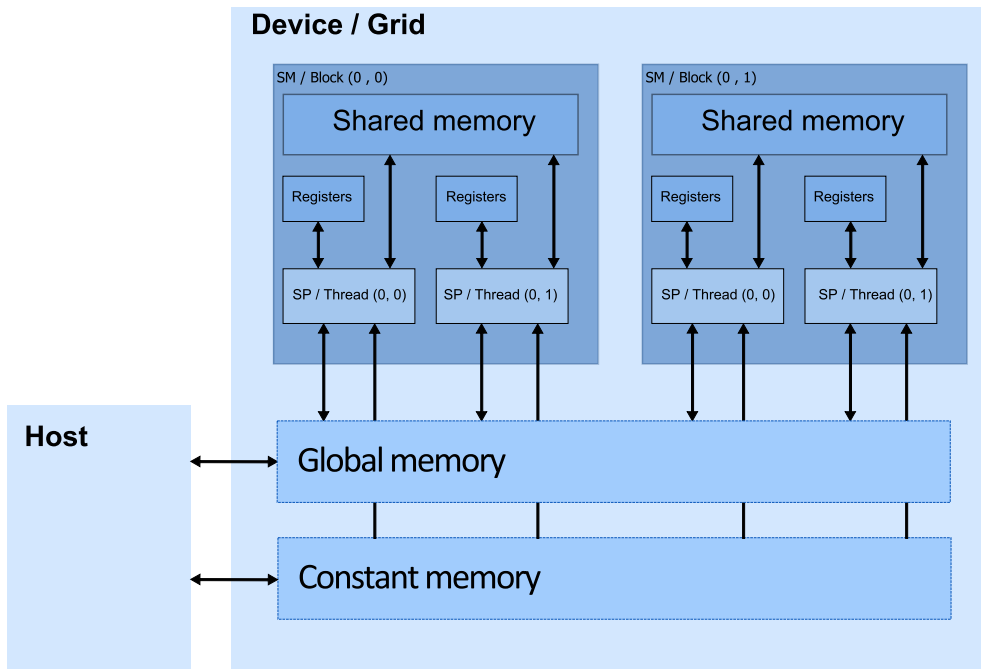 Device / Grid
SM / Block (0 , 0)
Shared memory
Registers
Registers
SP / Thread (0, 0)
SP / Thread (0, 1)
SM / Block (0 , 1)
Shared memory
Registers
Registers
SP / Thread (0, 0)
SP / Thread (0, 1)
Host
Global memory
Constant memory